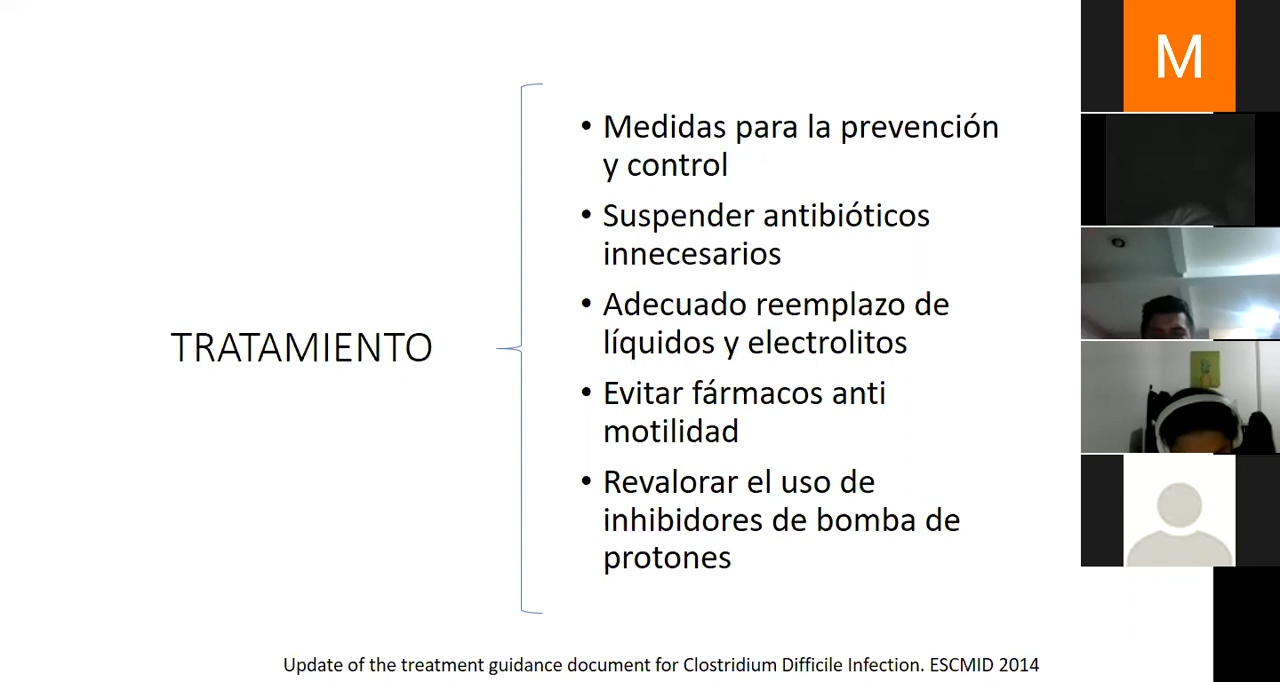 TRATAMIENTO
• Medidas para la prevención
y control
• Suspender antibióticos
innecesarios
• Adecuado reemplazo de
líquidos y electrolitos
• Evitar fármacos anti
motilidad
• Revalorar el uso de
inhibidores de bomba de
protones
Update of the treatment guidance document for Clostridium Difficile Infection. ESCMID 2014
M